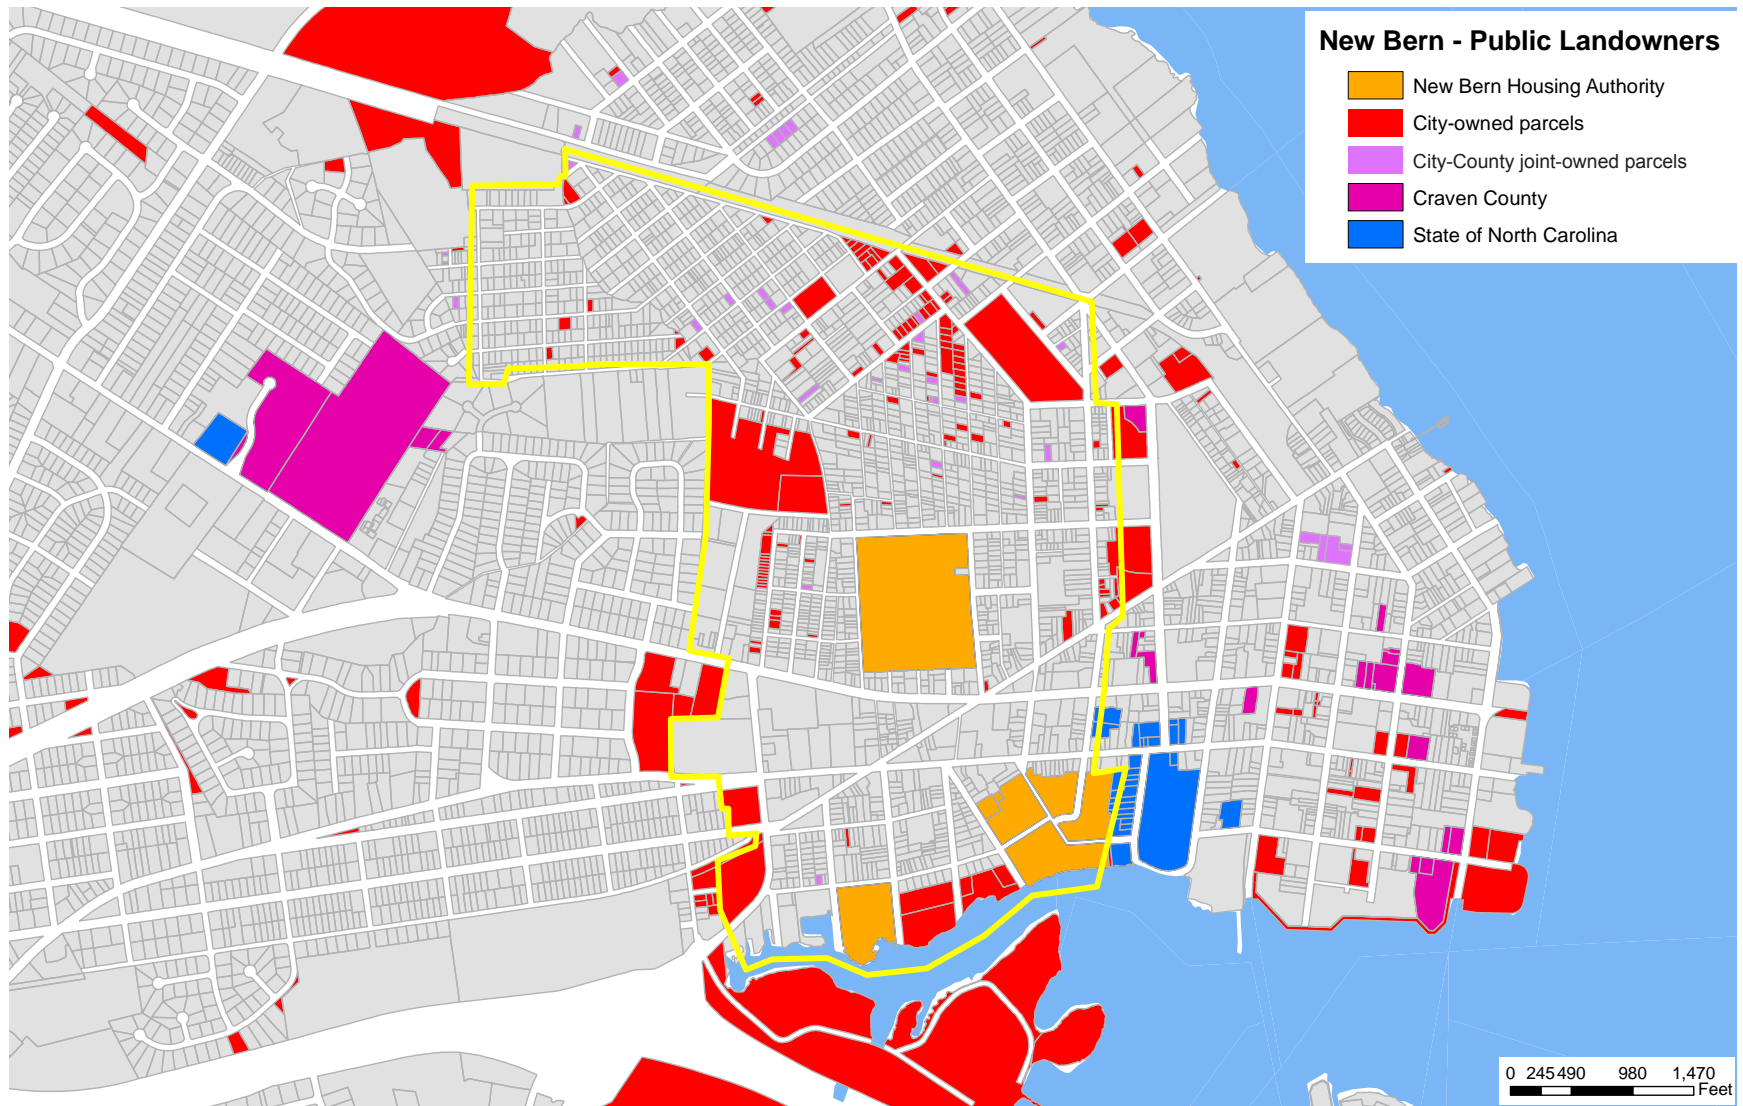 New Bern - Public Landowners
New Bern Housing Authority
City-owned parcels
City-County joint-owned parcels
Craven County
State of North Carolina
0 245 490 980 1,470
Feet